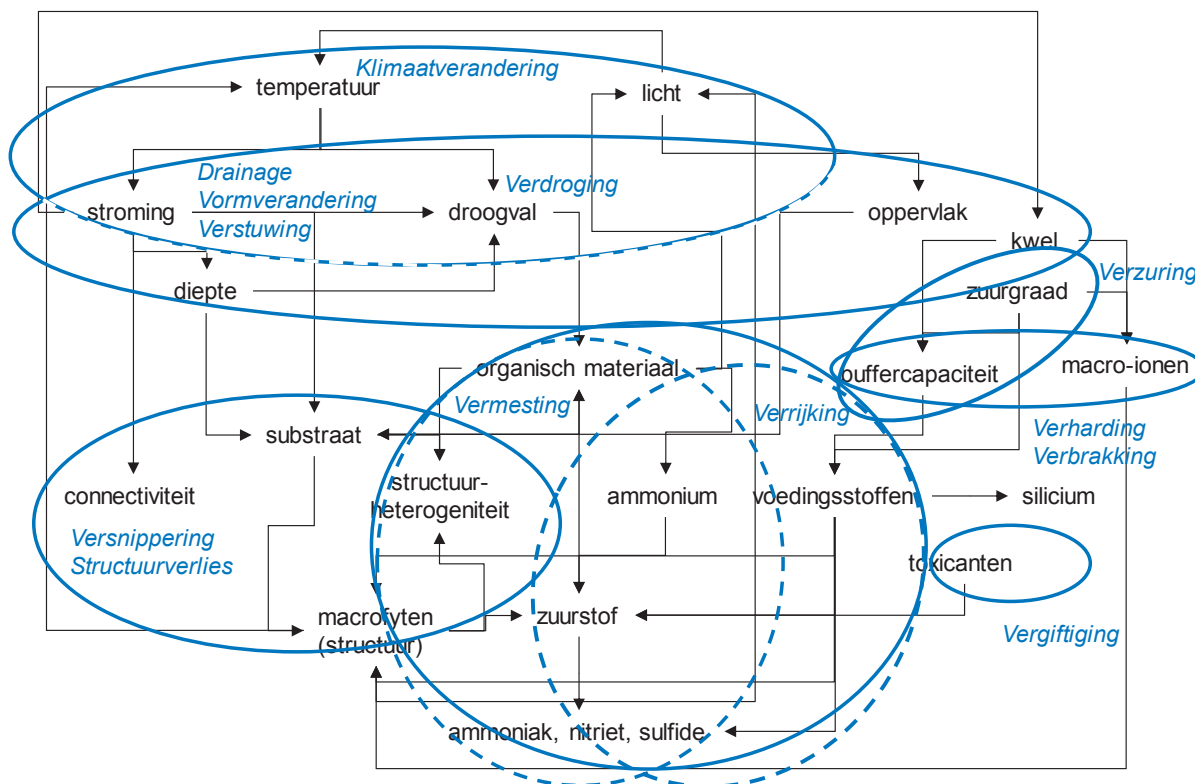 Klimaatverandering
temperatuur
licht
Drainage
Vormverandering
Verstuwing
Verdroging
stroming
droogval
oppervlak
kwel
diepte
zuurgraad
Verzuring
organisch materiaal
ouffercapaciteit
macro-ionen
Vermesting
Verrijking
substraat
Verharding
Verbrakking
connectiviteit
structuur-
heterogeniteit
ammonium
voedingsstoffen
silicium
Versnippering
Structuurverlies
toxicanten
macrofyten
(structuur)
zuurstof
Vergiftiging
ammoniak, nitriet, sulfide